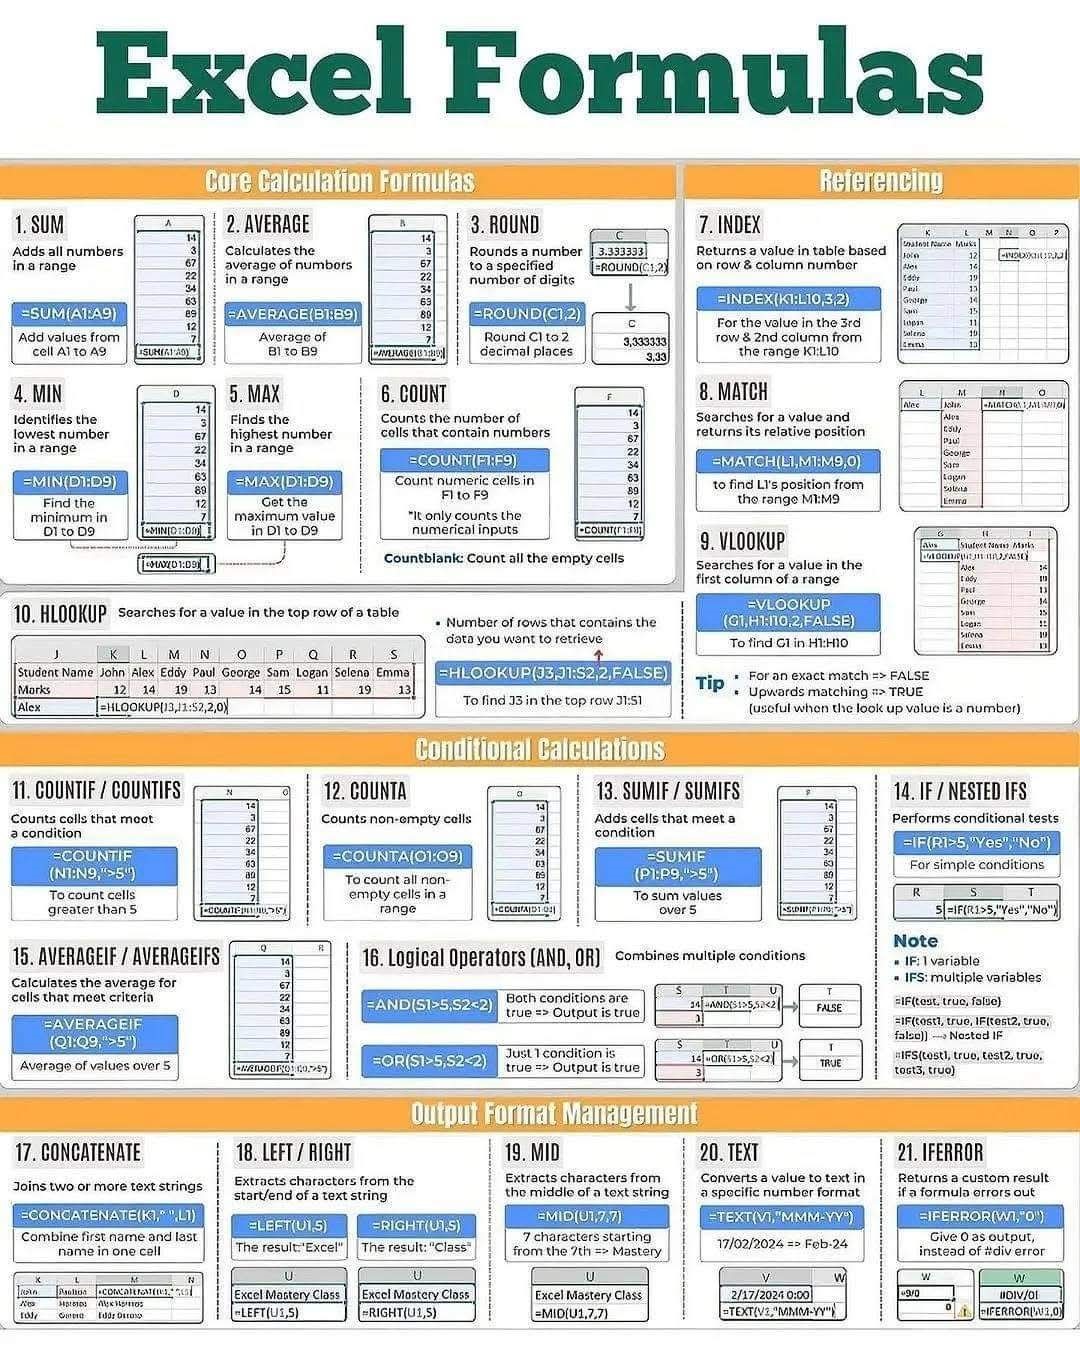 Excel Formulas
Core Calculation Formulas
1. SUM
Adds all numbers
in a range
=SUM(A1:A9)
Add values from
cell A1 to A9
A
14
3
67
22
34
63
89
12
7
=SUM(A1:A9)
2. AVERAGE
Calculates the
average of numbers
in a range
=AVERAGE(B1:B9)
Average of
B1 to B9
B
14
3
67
22
34
63
89
12
7
=AVERAGE(B1:B9)
3. ROUND
Rounds a number
to a specified
number of digits
=ROUND(C1,2)
Round C1 to 2
decimal places
C
3.333333
=ROUND(C1,2)
C
3,333333
3,33
4. MIN
Identifies the
lowest number
in a range
=MIN(D1:D9)
Find the
minimum in
D1 to D9
D
14
3
67
22
34
63
89
12
7
=MIN(D1:D9)
=MAX(D1:D9)
5. MAX
Finds the
highest number
in a range
=MAX(D1:D9)
Get the
maximum value
in D1 to D9
6. COUNT
Counts the number of
cells that contain numbers
=COUNT(F1:F9)
Count numeric cells in
F1 to F9
*It only counts the
numerical inputs
Countblank: Count all the empty cells
F
14
3
67
22
34
63
89
12
7
=COUNT(F1:F9)
Referencing
7. INDEX
Returns a value in table based
on row & column number
=INDEX(K1:L10,3,2)
For the value in the 3rd
row & 2nd column from
the range K1:L10
K L M N O P
Student Name Marks
John 12
Alex 14
Eddy 19
Paul 13
George 14
Sam 15
Logan 11
Selena 19
Emma 13
8. MATCH
Searches for a value and
returns its relative position
=MATCH(L1,M1:M9,0)
to find L1's position from
the range M1:M9
L M N O
Alex John =MATCH(L1,M1:M9,0)
Alex
Eddy
Paul
George
Sam
Logan
Selena
Emma
9. VLOOKUP
Searches for a value in the
first column of a range
=VLOOKUP
(G1,H1:I10,2,FALSE)
To find G1 in H1:H10
G H I
Alex Student Name Marks
Alex 14
Eddy 19
Paul 13
George 14
Sam 15
Logan 11
Selena 19
Emma 13
Tip
• For an exact match => FALSE
• Upwards matching => TRUE
(useful when the look up value is a number)
10. HLOOKUP Searches for a value in the top row of a table
J K L M N O P Q R S
Student Name John Alex Eddy Paul George Sam Logan Selena Emma
Marks 12 14 19 13 14 15 11 19 13
Alex =HLOOKUP(J3,J1:S2,2,0)
• Number of rows that contains the
data you want to retrieve
=HLOOKUP(J3,J1:S2,2,FALSE)
To find J3 in the top row J1:S1
Conditional Calculations
11. COUNTIF / COUNTIFS
Counts cells that meet
a condition
=COUNTIF
(N1:N9,">5")
To count cells
greater than 5
N O
14
3
67
22
34
63
89
12
7
=COUNTIF(N1:N9,">5")
12. COUNTA
Counts non-empty cells
=COUNTA(O1:O9)
To count all non-
empty cells in a
range
O
14
3
67
22
34
63
89
12
7
=COUNTA(O1:O9)
13. SUMIF / SUMIFS
Adds cells that meet a
condition
=SUMIF
(P1:P9,">5")
To sum values
over 5
P
14
3
67
22
34
63
89
12
7
=SUMIF(P1:P9,">5")
14. IF / NESTED IFS
Performs conditional tests
=IF(R1>5,"Yes","No")
For simple conditions
R S T
5 =IF(R1>5,"Yes","No")
Note
• IF: 1 variable
• IFS: multiple variables
=IF(test, true, false)
=IF(test1, true, IF(test2, true,
false)) → Nested IF
=IFS(test1, true, test2, true,
test3, true)
15. AVERAGEIF / AVERAGEIFS
Calculates the average for
cells that meet criteria
=AVERAGEIF
(Q1:Q9,">5")
Average of values over 5
Q R
14
3
67
22
34
63
89
12
7
=AVERAGEIF(Q1:Q9,">5")
16. Logical Operators (AND, OR) Combines multiple conditions
=AND(S1>5,S2<2)
Both conditions are
true => Output is true
S T U
14 =AND(S1>5,S2<2)
3
T
FALSE
=OR(S1>5,S2<2)
Just 1 condition is
true => Output is true
S T U
14 =OR(S1>5,S2<2)
3
T
TRUE
Output Format Management
17. CONCATENATE
Joins two or more text strings
=CONCATENATE(K1," ",L1)
Combine first name and last
name in one cell
K L M N
Alex
Eddy
18. LEFT / RIGHT
Extracts characters from the
start/end of a text string
=LEFT(U1,5)
The result:"Excel"
=RIGHT(U1,5)
The result: "Class"
U
Excel Mastery Class
=LEFT(U1,5)
U
Excel Mastery Class
=RIGHT(U1,5)
19. MID
Extracts characters from
the middle of a text string
=MID(U1,7,7)
7 characters starting
from the 7th => Mastery
U
Excel Mastery Class
=MID(U1,7,7)
20. TEXT
Converts a value to text in
a specific number format
=TEXT(V1,"MMM-YY")
17/02/2024 => Feb-24
V W
2/17/2024 0:00
=TEXT(V1,"MMM-YY")
21. IFERROR
Returns a custom result
if a formula errors out
=IFERROR(W1,"0")
Give 0 as output,
instead of #div error
W
=9/0
0
W
#DIV/0!
=IFERROR(W1,0)